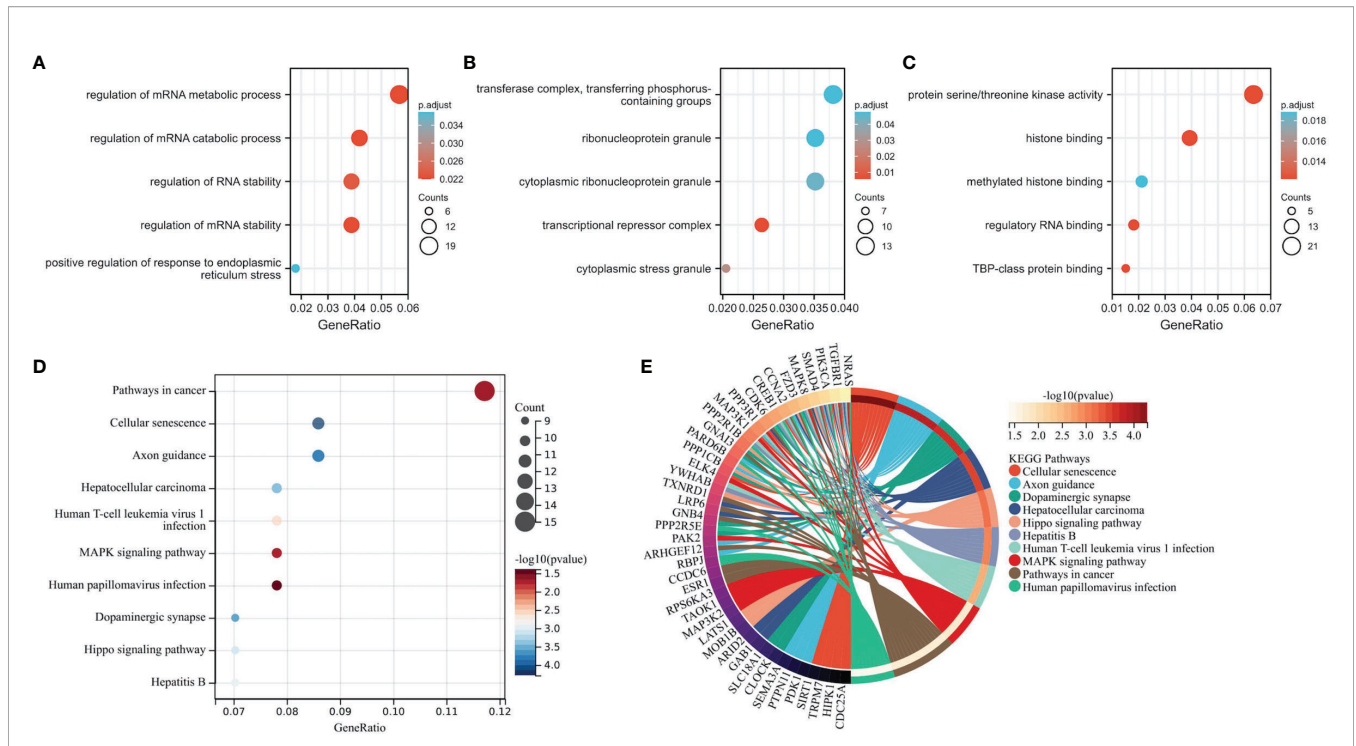 A
regulation of mRNA metabolic process
regulation of mRNA catabolic process
regulation of RNA stability
regulation of mRNA stability
positive regulation of response to endoplasmic
reticulum stress
0.02 0.03 0.04 0.05 0.06
GeneRatio
p.adjust
0.034
0.030
0.026
0.022
Counts
6
12
19
B
transferase complex, transferring phosphorus-
containing groups
ribonucleoprotein granule
cytoplasmic ribonucleoprotein granule
transcriptional repressor complex
cytoplasmic stress granule
0.020 0.025 0.030 0.035 0.040
GeneRatio
p.adjust
0.04
0.03
0.02
0.01
Counts
7
10
13
C
protein serine/threonine kinase activity
histone binding
methylated histone binding
regulatory RNA binding
TBP-class protein binding
0.01 0.02 0.03 0.04 0.05 0.06 0.07
GeneRatio
p.adjust
0.018
0.016
0.014
Counts
5
13
21
D
Pathways in cancer
Cellular senescence
Axon guidance
Hepatocellular carcinoma
Human T-cell leukemia virus 1
infection
MAPK signaling pathway
Human papillomavirus infection
Dopaminergic synapse
Hippo signaling pathway
Hepatitis B
0.07 0.08 0.09 0.10 0.11 0.12
GeneRatio
Count
9
10
11
12
13
14
15
-log10(pvalue)
1.5
2.0
2.5
3.0
3.5
4.0
E
NRAS
TGFBR1
PIK3CA
SMAD4
MAPK8
FZD3
CCNA2
CREB1
CDK6
PPP3R1
MAP3K1
PPP2R1B
GNAI3
PARD6B
PPP1CB
ELK4
YWHAB
TXNRD1
LRP6
GNB4
PPP2R5E
PAK2
ARHGEF12
RBPJ
CCDC6
ESR1
RPS6KA3
TAOK1
MAP3K2
LATS1
MOB1B
ARID2
GAB1
SLC18A1
CLOCK
SEMA3A
PTPN11
PDK1
SIRT1
TRPM7
HIPK1
CDC25A
-log10(pvalue)
1.5 2.0 2.5 3.0 3.5 4.0
KEGG Pathways
Cellular senescence
Axon guidance
Dopaminergic synapse
Hepatocellular carcinoma
Hippo signaling pathway
Hepatitis B
Human T-cell leukemia virus 1 infection
MAPK signaling pathway
Pathways in cancer
Human papillomavirus infection